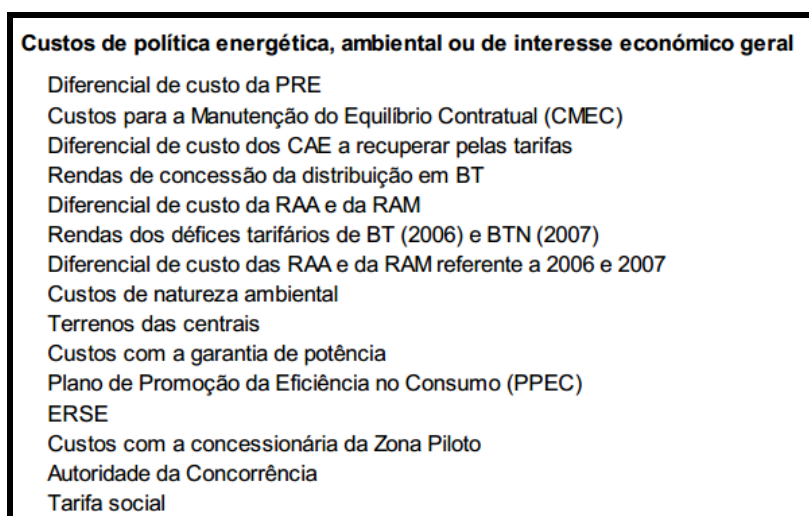 Custos de política energética, ambiental ou de interesse económico geral
Diferencial de custo da PRE
Custos para a Manutenção do Equilíbrio Contratual (CMEC)
Diferencial de custo dos CAE a recuperar pelas tarifas
Rendas de concessão da distribuição em BT
Diferencial de custo da RAA e da RAM
Rendas dos défices tarifários de BT (2006) e BTN (2007)
Diferencial de custo das RAA e da RAM referente a 2006 e 2007
Custos de natureza ambiental
Terrenos das centrais
Custos com a garantia de potência
Plano de Promoção da Eficiência no Consumo (PPEC)
ERSE
Custos com a concessionária da Zona Piloto
Autoridade da Concorrência
Tarifa social